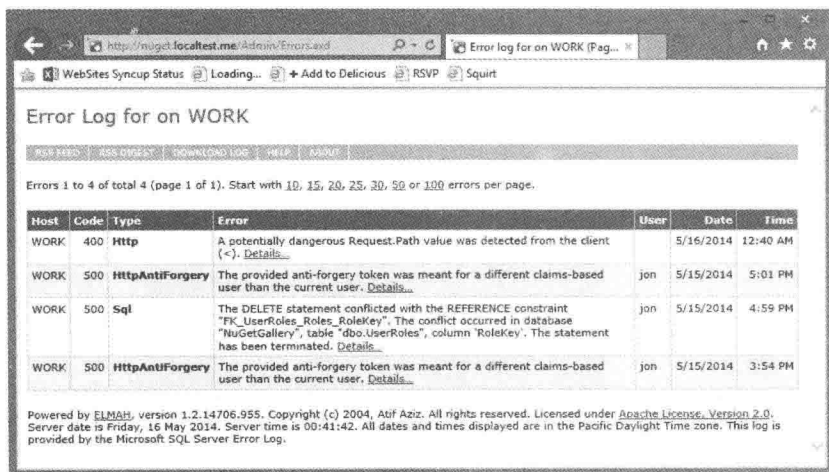 http://nuget.localtest.me/Admin/Errors.axd
Error log for on WORK (Pag...
WebSites Syncup Status Loading... + Add to Delicious RSVP Squirt
Error Log for on WORK
RSS FEED RSS DIGEST DOWNLOAD LOG HELP ABOUT
Errors 1 to 4 of total 4 (page 1 of 1). Start with 10, 15, 20, 25, 30, 50 or 100 errors per page.
Host Code Type Error User Date Time
WORK 400 Http A potentially dangerous Request.Path value was detected from the client 5/16/2014 12:40 AM
(<). Details...
WORK 500 HttpAntiForgery The provided anti-forgery token was meant for a different claims-based jon 5/15/2014 5:01 PM
user than the current user. Details...
WORK 500 Sql The DELETE statement conflicted with the REFERENCE constraint jon 5/15/2014 4:59 PM
"FK_UserRoles_Roles_RoleKey". The conflict occurred in database
"NuGetGallery", table "dbo.UserRoles", column 'RoleKey'. The statement
has been terminated. Details...
WORK 500 HttpAntiForgery The provided anti-forgery token was meant for a different claims-based jon 5/15/2014 3:54 PM
user than the current user. Details...
Powered by ELMAH, version 1.2.14706.955. Copyright (c) 2004, Atif Aziz. All rights reserved. Licensed under Apache License, Version 2.0.
Server date is Friday, 16 May 2014. Server time is 00:41:42. All dates and times displayed are in the Pacific Daylight Time zone. This log is
provided by the Microsoft SQL Server Error Log.